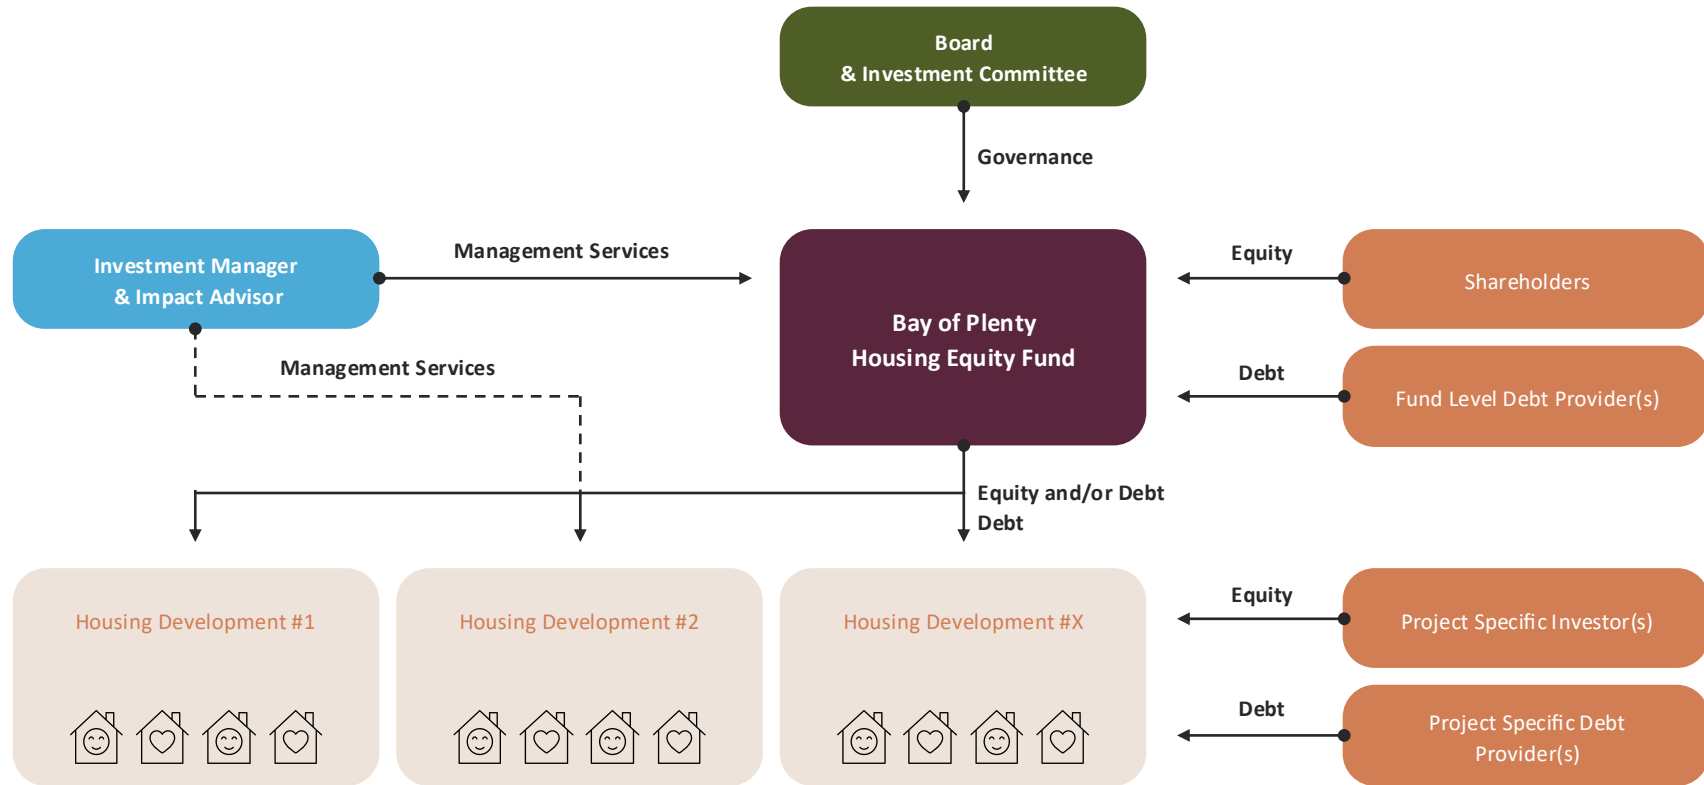 Board
& Investment Committee
Governance
Investment Manager
& Impact Advisor
Management Services
Management Services
Bay of Plenty
Housing Equity Fund
Equity
Shareholders
Debt
Fund Level Debt Provider(s)
Equity and/or Debt
Debt
Housing Development #1
Housing Development #2
Housing Development #X
Equity
Project Specific Investor(s)
Debt
Project Specific Debt
Provider(s)